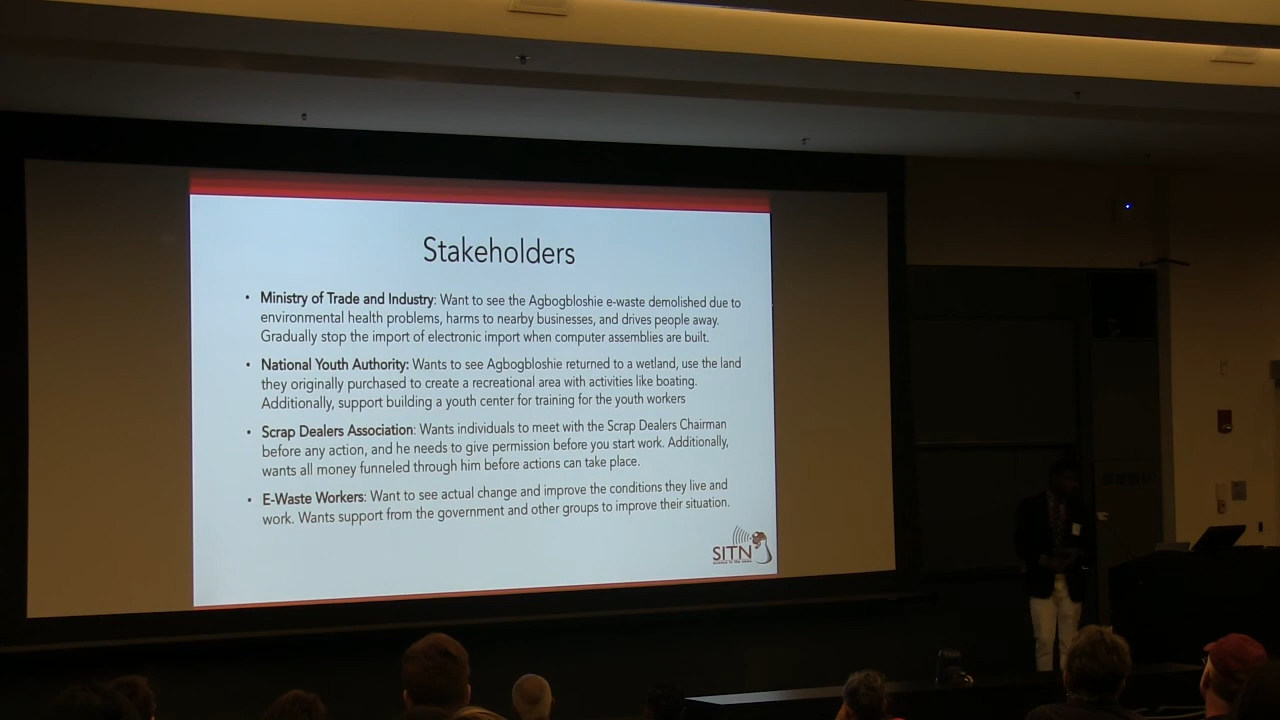 Stakeholders
• Ministry of Trade and Industry: Want to see the Agbogbloshie e-waste demolished due to
environmental health problems, harms to nearby businesses, and drives people away.
Gradually stop the import of electronic import when computer assemblies are built.
• National Youth Authority: Wants to see Agbogbloshie returned to a wetland, use the land
they originally purchased to create a recreational area with activities like boating.
Additionally, support building a youth center for training for the youth workers
• Scrap Dealers Association: Wants individuals to meet with the Scrap Dealers Chairman
before any action, and he needs to give permission before you start work. Additionally,
wants all money funneled through him before actions can take place.
• E-Waste Workers: Want to see actual change and improve the conditions they live and
work. Wants support from the government and other groups to improve their situation.
SITN
science in the news